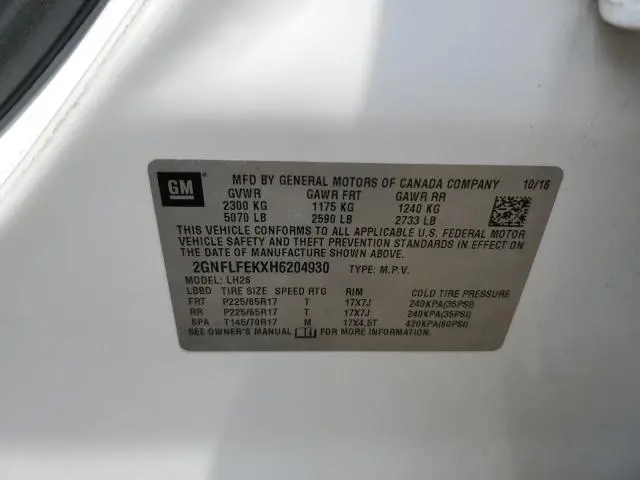 GM
MFD BY GENERAL MOTORS OF CANADA COMPANY 10/16
GVWR GAWR FRT GAWR RR
2300 KG 1175 KG 1240 KG
5070 LB 2590 LB 2733 LB
THIS VEHICLE CONFORMS TO ALL APPLICABLE U.S. FEDERAL MOTOR
VEHICLE SAFETY AND THEFT PREVENTION STANDARDS IN EFFECT ON
THE DATE OF MANUFACTURE SHOWN ABOVE.
2GNFLFEKXH6204930 TYPE: M.P.V.
MODEL: LH26
LBBD TIRE SIZE SPEED RTG RIM COLD TIRE PRESSURE
FRT P225/65R17 T 17X7J 240KPA(35PSI)
RR P225/65R17 T 17X7J 240KPA(35PSI)
SPA T145/70R17 M 17X4.5T 420KPA(60PSI)
SEE OWNER'S MANUAL FOR MORE INFORMATION.